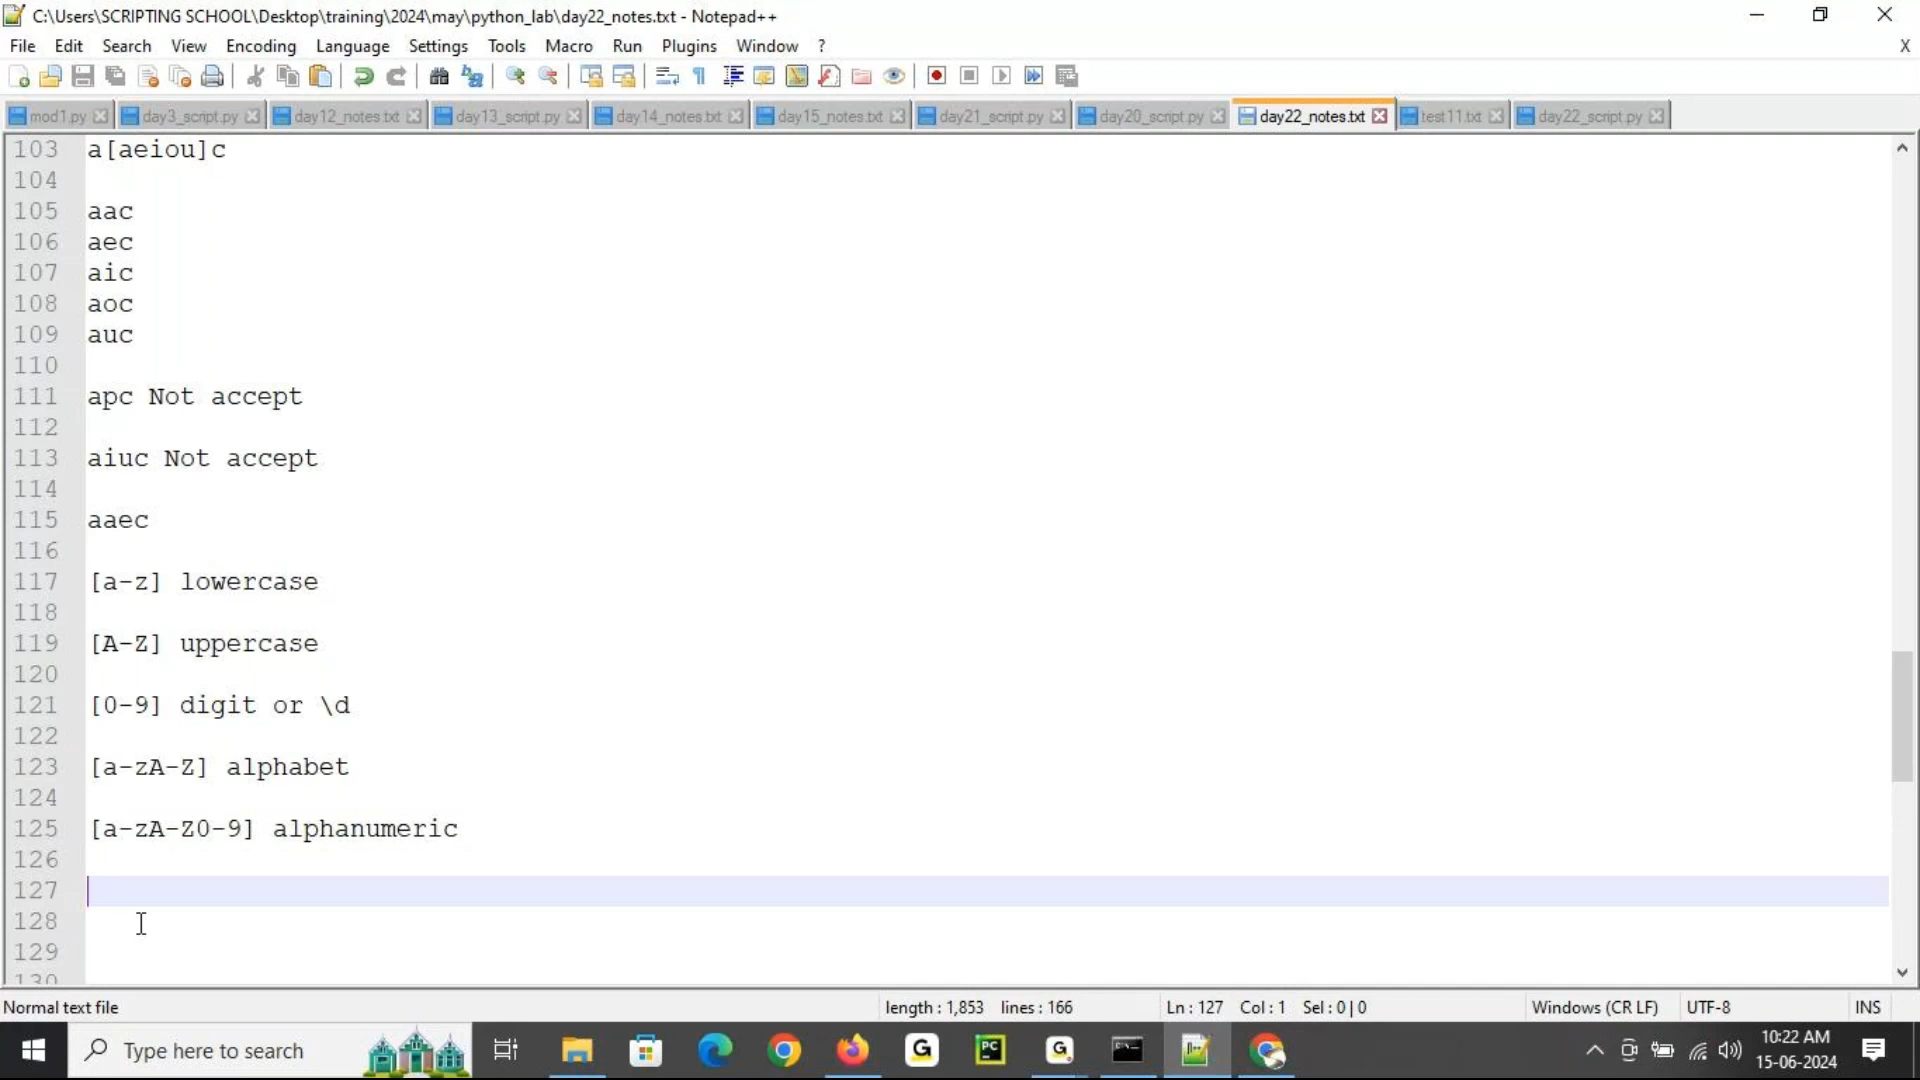 C:\Users\SCRIPTING SCHOOL\Desktop\training\2024\may\python_lab\day22_notes.txt - Notepad++
File Edit Search View Encoding Language Settings Tools Macro Run Plugins Window ? X
mod1.py day3_script.py day12_notes.txt day13_script.py day14_notes.txt day15_notes.txt day21_script.py day20_script.py day22_notes.txt test11.txt day22_script.py
103 a[aeiou]c
104
105 aac
106 aec
107 aic
108 aoc
109 auc
110
111 apc Not accept
112
113 aiuc Not accept
114
115 aaec
116
117 [a-z] lowercase
118
119 [A-Z] uppercase
120
121 [0-9] digit or \d
122
123 [a-zA-Z] alphabet
124
125 [a-zA-Z0-9] alphanumeric
126
127
128
129
130
Normal text file length : 1,853 lines : 166 Ln : 127 Col : 1 Sel : 0 | 0 Windows (CR LF) UTF-8 INS
Type here to search
10:22 AM
15-06-2024